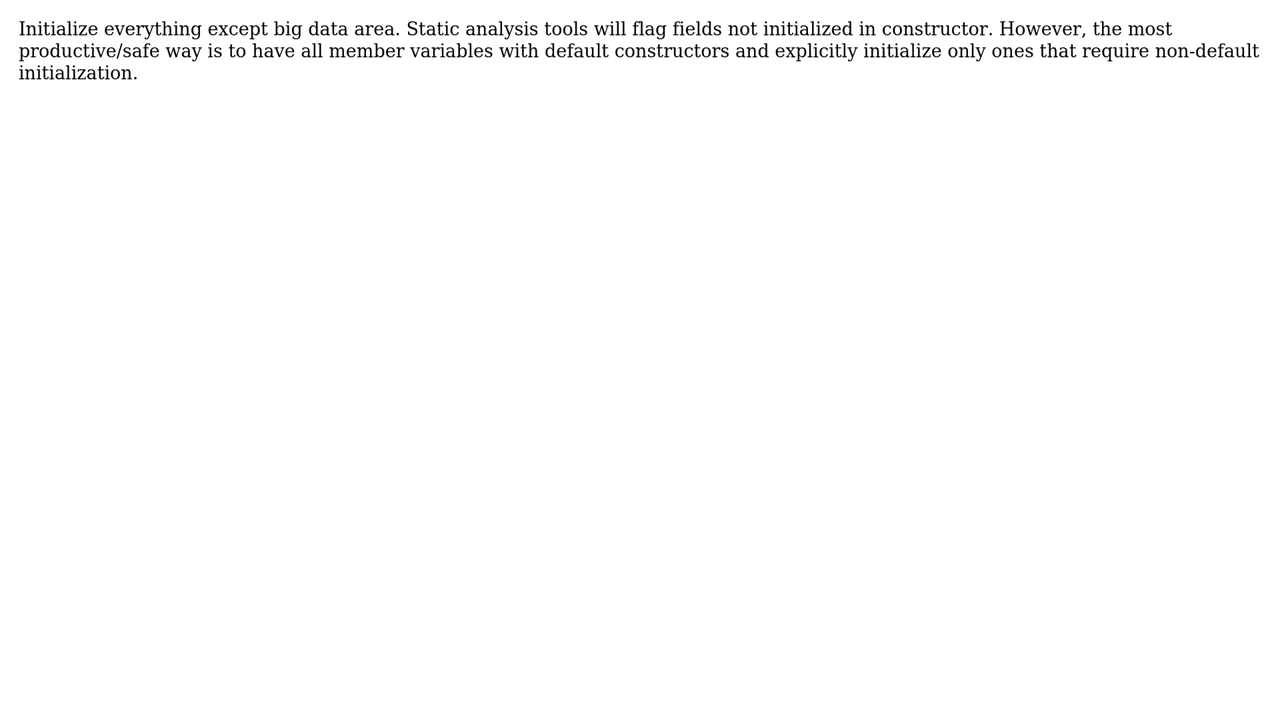 Initialize everything except big data area. Static analysis tools will flag fields not initialized in constructor. However, the most
productive/safe way is to have all member variables with default constructors and explicitly initialize only ones that require non-default
initialization.